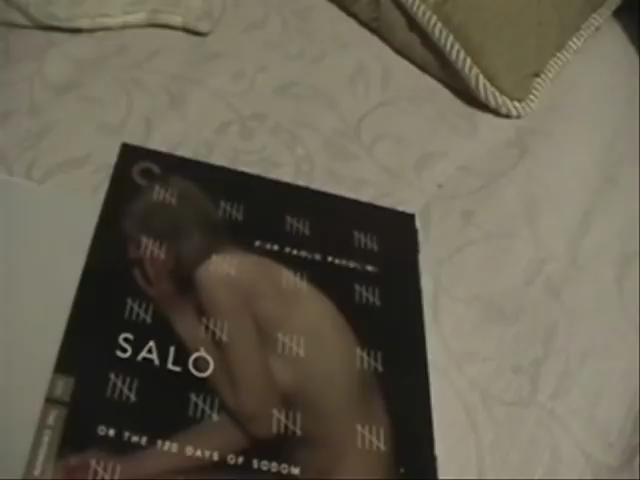 PIER PAOLO PASOLINI
SALÒ
OR THE 120 DAYS OF SODOM